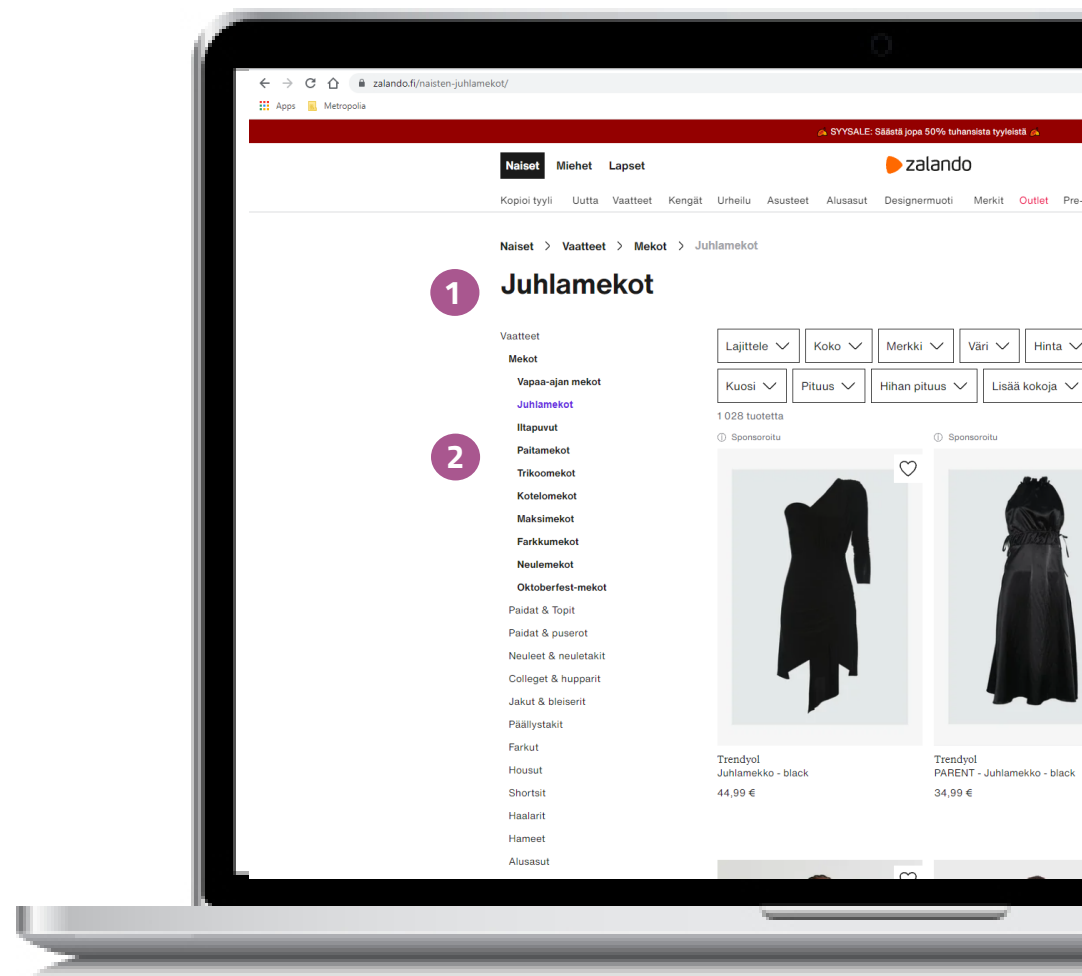 zalando.fi/naisten-juhlamekot/
Apps Metropolia
SYYSALE: Säästä jopa 50% tuhansista tyyleistä
Naiset Miehet Lapset
zalando
Kopioi tyyli Uutta Vaatteet Kengät Urheilu Asusteet Alusasut Designermuoti Merkit Outlet Pre-
Naiset > Vaatteet > Mekot > Juhlamekot
1
Juhlamekot
Vaatteet
Mekot
Vapaa-ajan mekot
Juhlamekot
Iltapuvut
2
Paitamekot
Trikoomekot
Kotelomekot
Maksimekot
Farkkumekot
Neulemekot
Oktoberfest-mekot
Paidat & Topit
Paidat & puserot
Neuleet & neuletakit
Colleget & hupparit
Jakut & bleiserit
Päällystakit
Farkut
Housut
Shortsit
Haalarit
Hameet
Alusasut
Lajittele Koko Merkki Väri Hinta
Kuosi Pituus Hihan pituus Lisää kokoja
1 028 tuotetta
Sponsoroitu
Sponsoroitu
Trendyol
Juhlamekko - black
44,99 €
Trendyol
PARENT - Juhlamekko - black
34,99 €